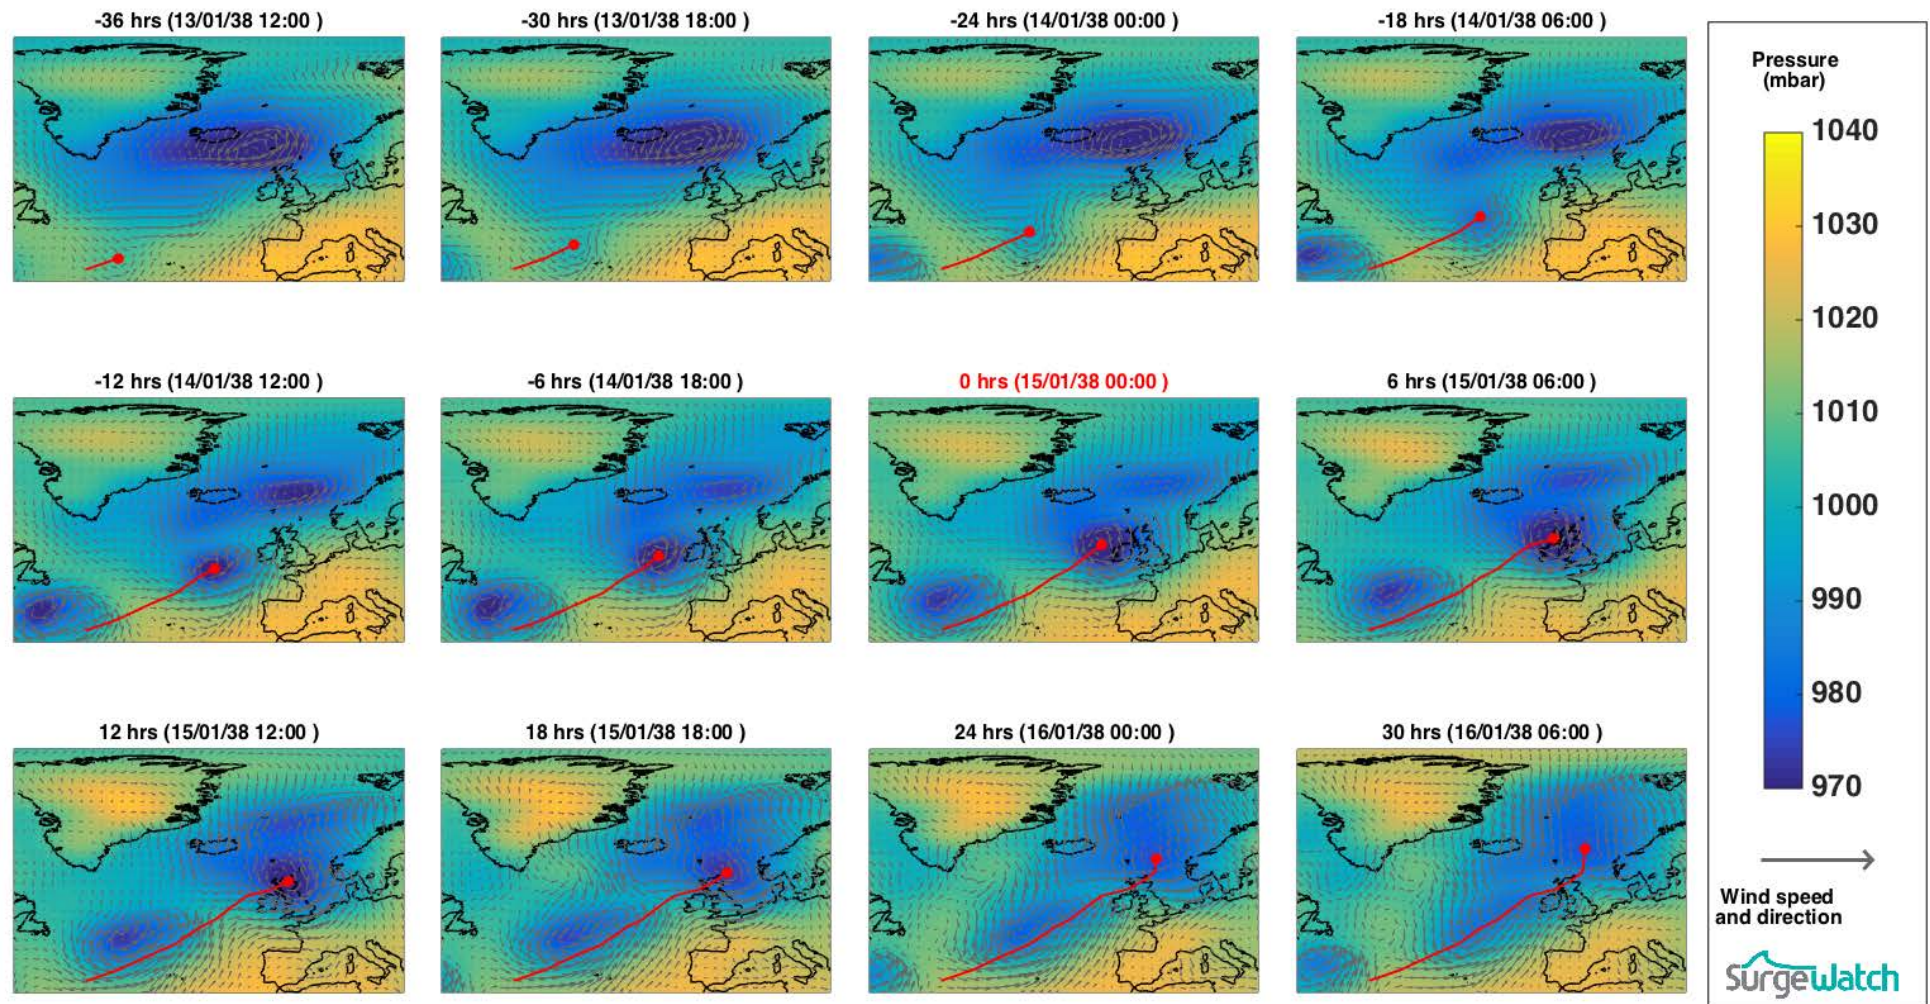 -36 hrs (13/01/38 12:00 )
-30 hrs (13/01/38 18:00 )
-24 hrs (14/01/38 00:00 )
-18 hrs (14/01/38 06:00 )
-12 hrs (14/01/38 12:00 )
-6 hrs (14/01/38 18:00 )
0 hrs (15/01/38 00:00 )
6 hrs (15/01/38 06:00 )
12 hrs (15/01/38 12:00 )
18 hrs (15/01/38 18:00 )
24 hrs (16/01/38 00:00 )
30 hrs (16/01/38 06:00 )
Pressure
(mbar)
1040
1030
1020
1010
1000
990
980
970
Wind speed
and direction
Surgewatch